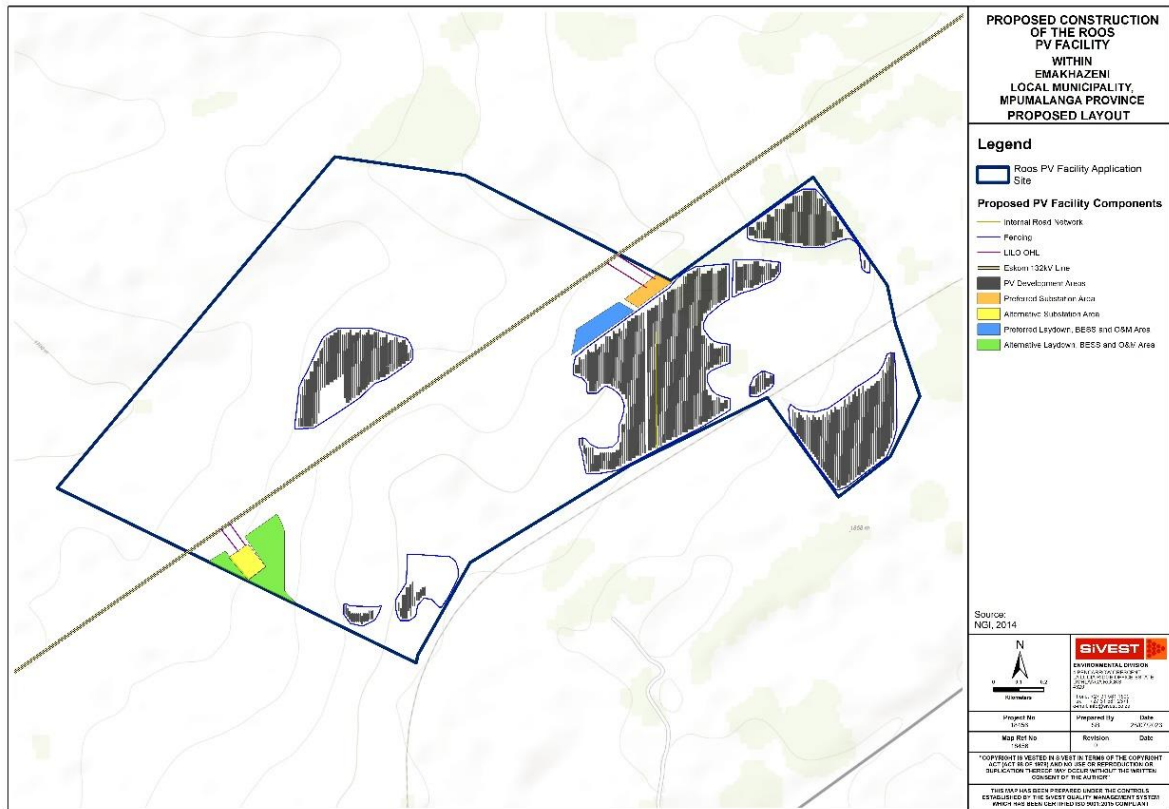 PROPOSED CONSTRUCTION
OF THE ROOS
PV FACILITY
WITHIN
EMAKHAZENI
LOCAL MUNICIPALITY,
MPUMALANGA PROVINCE
PROPOSED LAYOUT
Legend
Roos PV Facility Application
Site
Proposed PV Facility Components
Internal Road Network
Fencing
LILO OHL
Eskom 132kV Line
PV Development Areas
Preferred Substation Area
Alternative Substation Area
Preferred Laydown, BESS and O&M Area
Alternative Laydown, BESS and O&M Area
Source:
NGI, 2014
N
Kilometers
SiVEST
ENVIRONMENTAL DIVISION
Project No
Prepared By
Date
SB
Map Ref No
Revision
Date
"COPYRIGHT IS VESTED IN SIVEST IN TERMS OF THE COPYRIGHT
ACT (ACT 98 OF 1978) AND NO USE OR REPRODUCTION OR
DUPLICATION THEREOF MAY OCCUR WITHOUT THE WRITTEN
CONSENT OF THE AUTHOR"
THIS MAP HAS BEEN PREPARED UNDER THE CONTROLS
ESTABLISHED BY THE SiVEST QUALITY MANAGEMENT SYSTEM
WHICH HAS BEEN CERTIFIED ISO 9001:2015 COMPLIANT